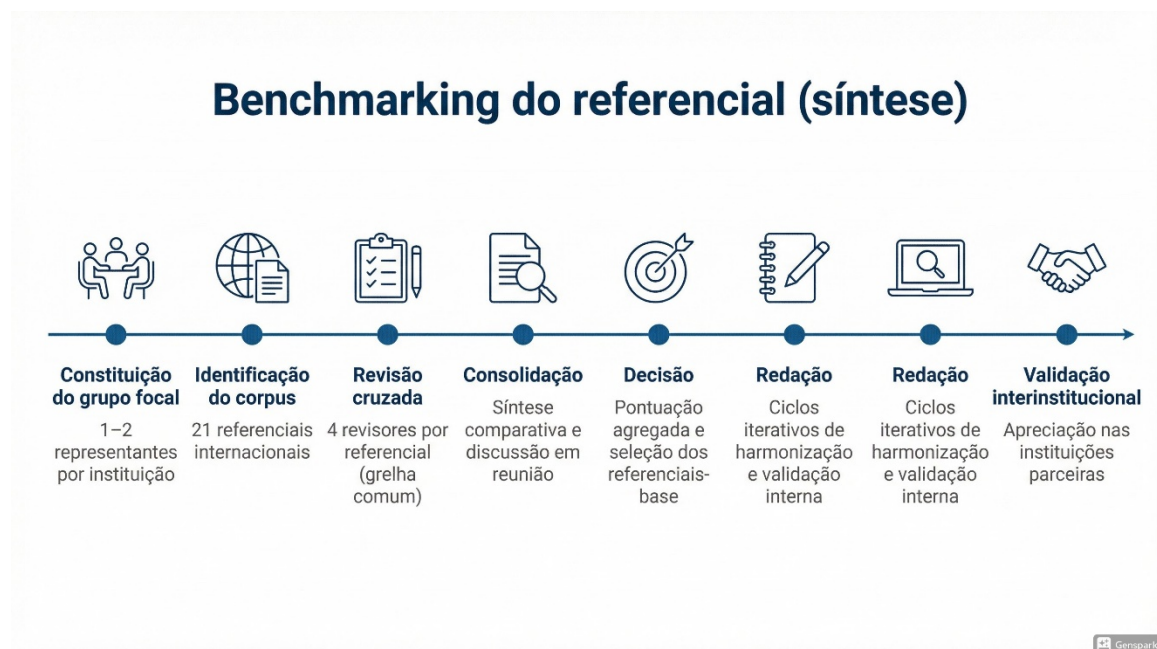 Benchmarking do referencial (síntese)
Constituição
do grupo focal
1–2
representantes
por instituição
Identificação
do corpus
21 referenciais
internacionais
Revisão
cruzada
4 revisores por
referencial
(grelha
comum)
Consolidação
Síntese
comparativa e
discussão em
reunião
Decisão
Pontuação
agregada e
seleção dos
referenciais-
base
Redação
Ciclos
iterativos de
harmonização
e validação
interna
Redação
Ciclos
iterativos de
harmonização
e validação
interna
Validação
interinstitucional
Apreciação nas
instituições
parceiras
Genspark